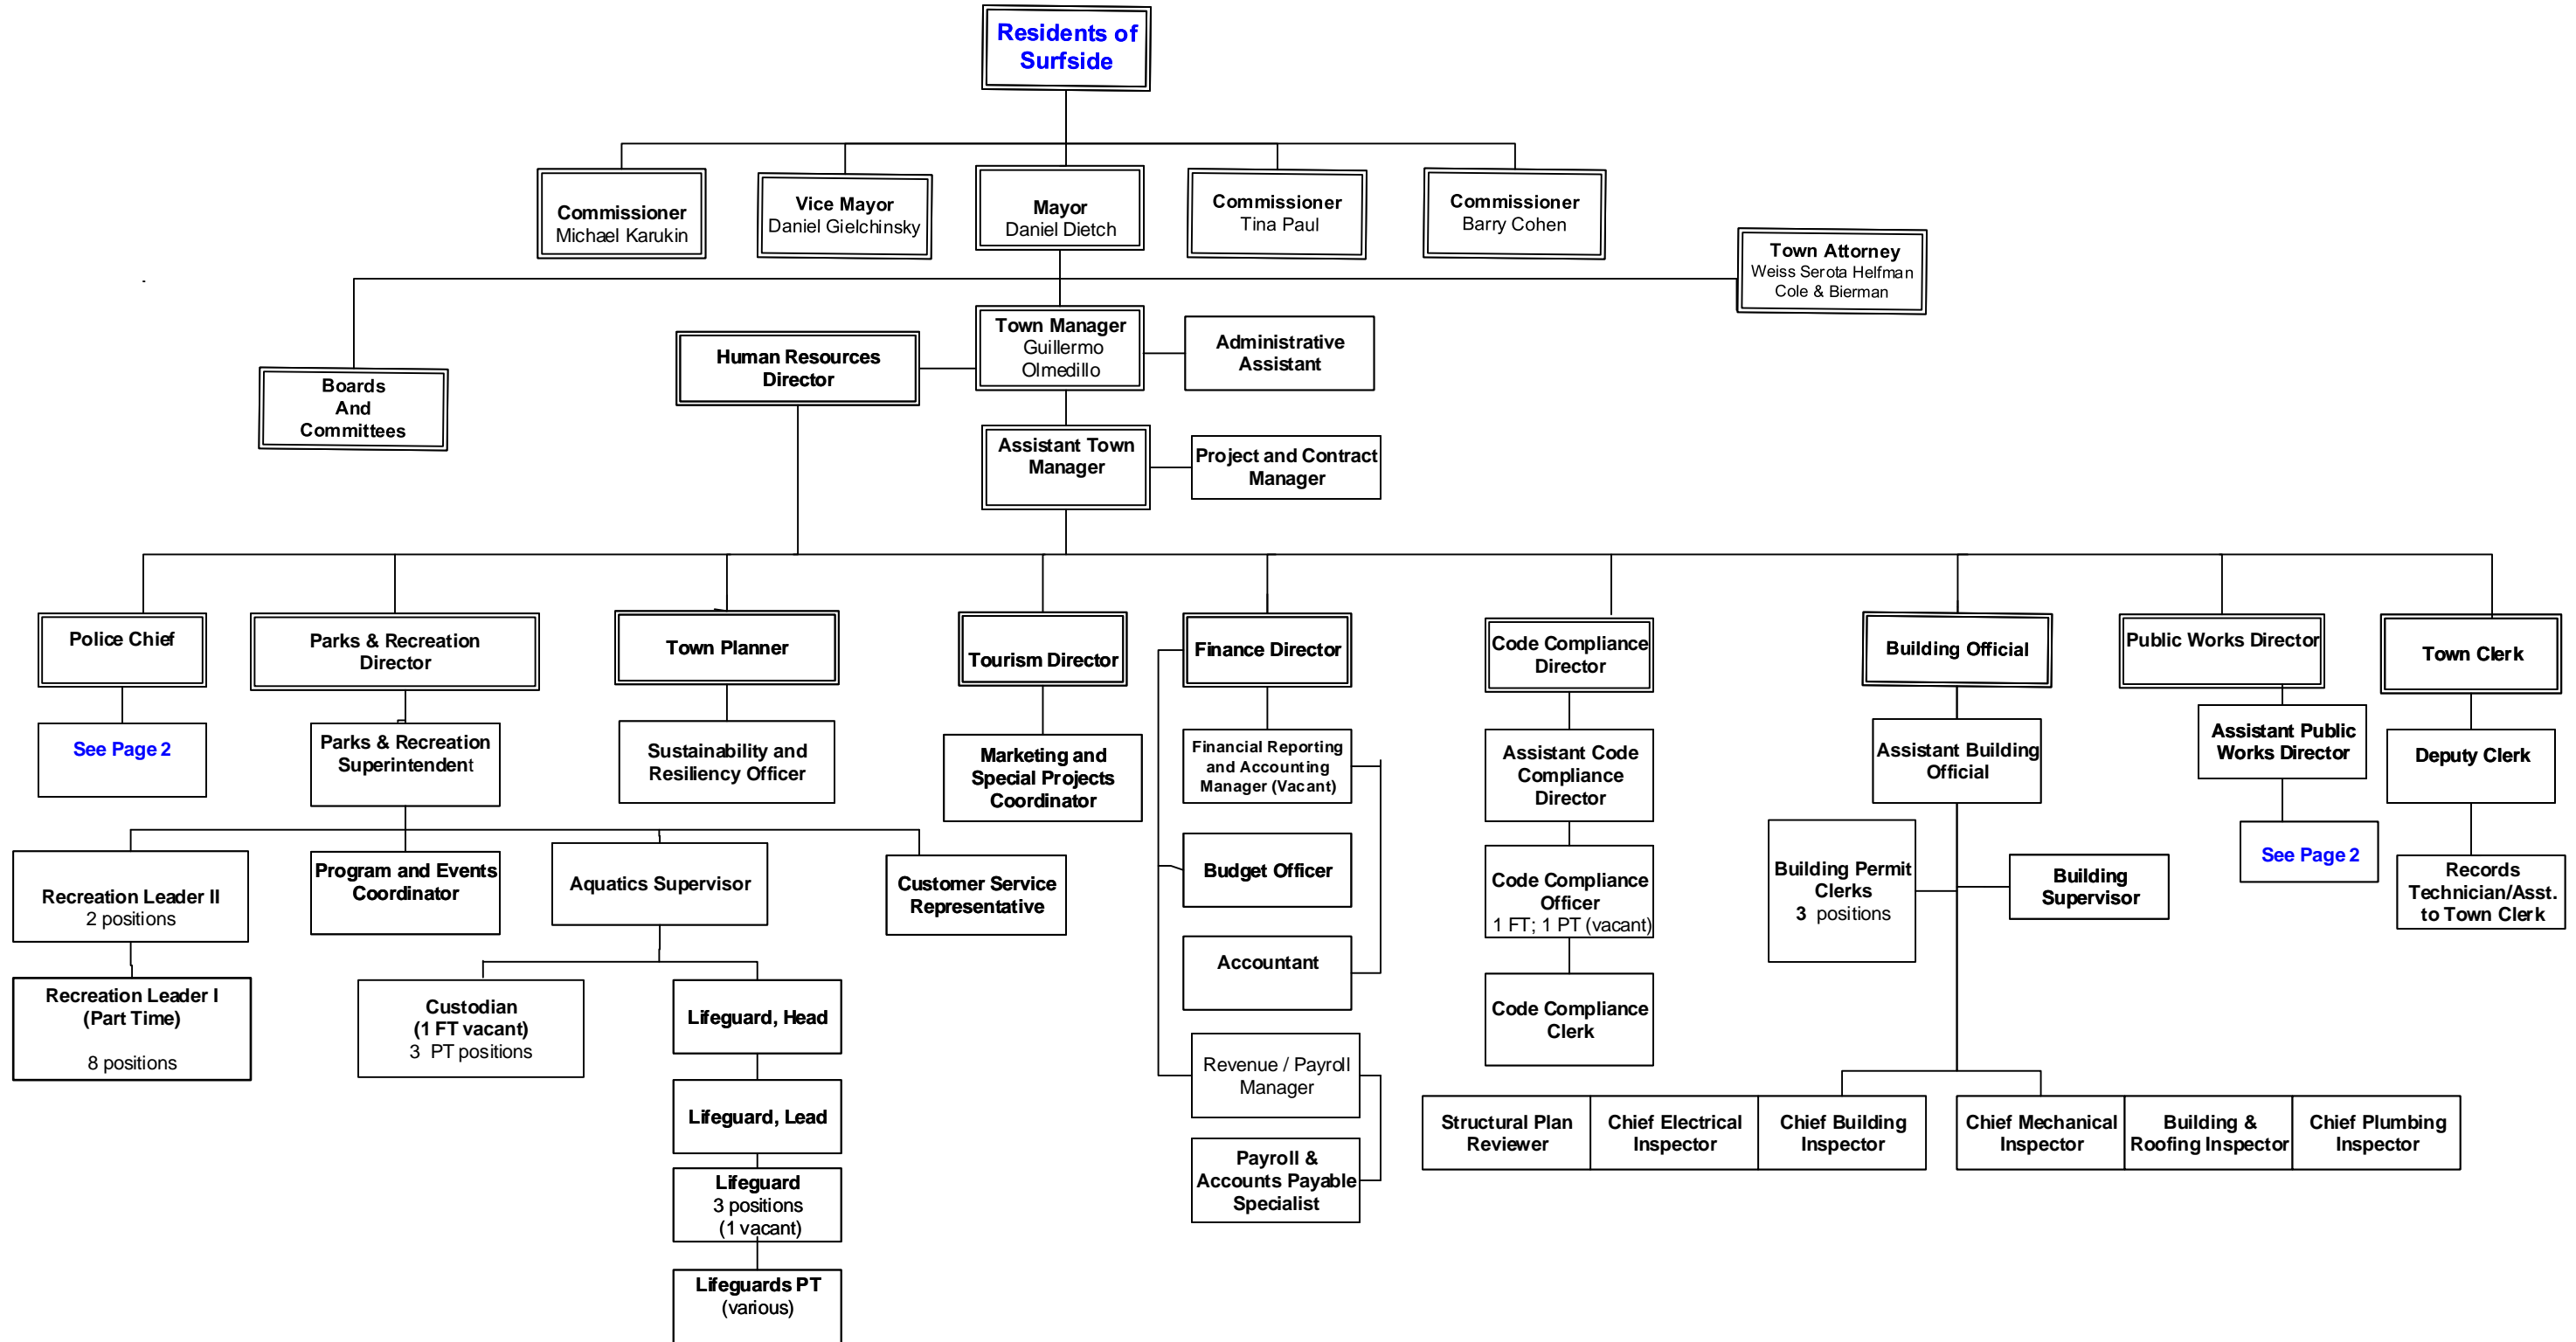 Residents of
Surfside
Commissioner
Michael Karukin
Vice Mayor
Daniel Gielchinsky
Mayor
Daniel Dietch
Commissioner
Tina Paul
Commissioner
Barry Cohen
Town Attorney
Weiss Serota Helfman
Cole & Bierman
Boards
And
Committees
Human Resources
Director
Town Manager
Guillermo
Olmedillo
Administrative
Assistant
Assistant Town
Manager
Project and Contract
Manager
Police Chief
See Page 2
Parks & Recreation
Director
Parks & Recreation
Superintendent
Town Planner
Sustainability and
Resiliency Officer
Tourism Director
Marketing and
Special Projects
Coordinator
Finance Director
Financial Reporting
and Accounting
Manager (Vacant)
Budget Officer
Accountant
Revenue / Payroll
Manager
Payroll &
Accounts Payable
Specialist
Code Compliance
Director
Assistant Code
Compliance
Director
Code Compliance
Officer
1 FT; 1 PT (vacant)
Code Compliance
Clerk
Building Official
Assistant Building
Official
Building Permit
Clerks
3 positions
Building
Supervisor
Structural Plan
Reviewer
Chief Electrical
Inspector
Chief Building
Inspector
Chief Mechanical
Inspector
Building &
Roofing Inspector
Chief Plumbing
Inspector
Public Works Director
Assistant Public
Works Director
See Page 2
Town Clerk
Deputy Clerk
Records
Technician/Asst.
to Town Clerk
Recreation Leader II
2 positions
Recreation Leader I
(Part Time)
8 positions
Program and Events
Coordinator
Aquatics Supervisor
Customer Service
Representative
Custodian
(1 FT vacant)
3 PT positions
Lifeguard, Head
Lifeguard, Lead
Lifeguard
3 positions
(1 vacant)
Lifeguards PT
(various)